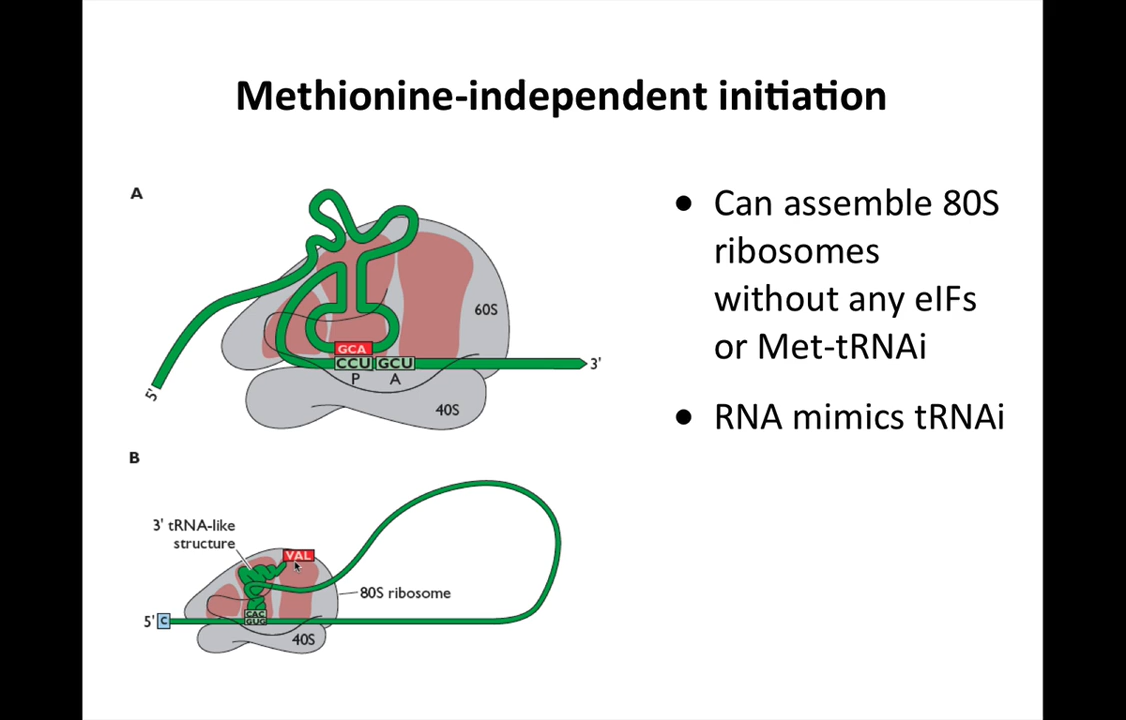 Methionine-independent initiation
A
60S
GCA
CCU GCU
3'
P A
5'
40S
B
3' tRNA-like
structure
VAL
80S ribosome
CAC
GUG
5' C
40S
• Can assemble 80S
ribosomes
without any eIFs
or Met-tRNAi
• RNA mimics tRNAi